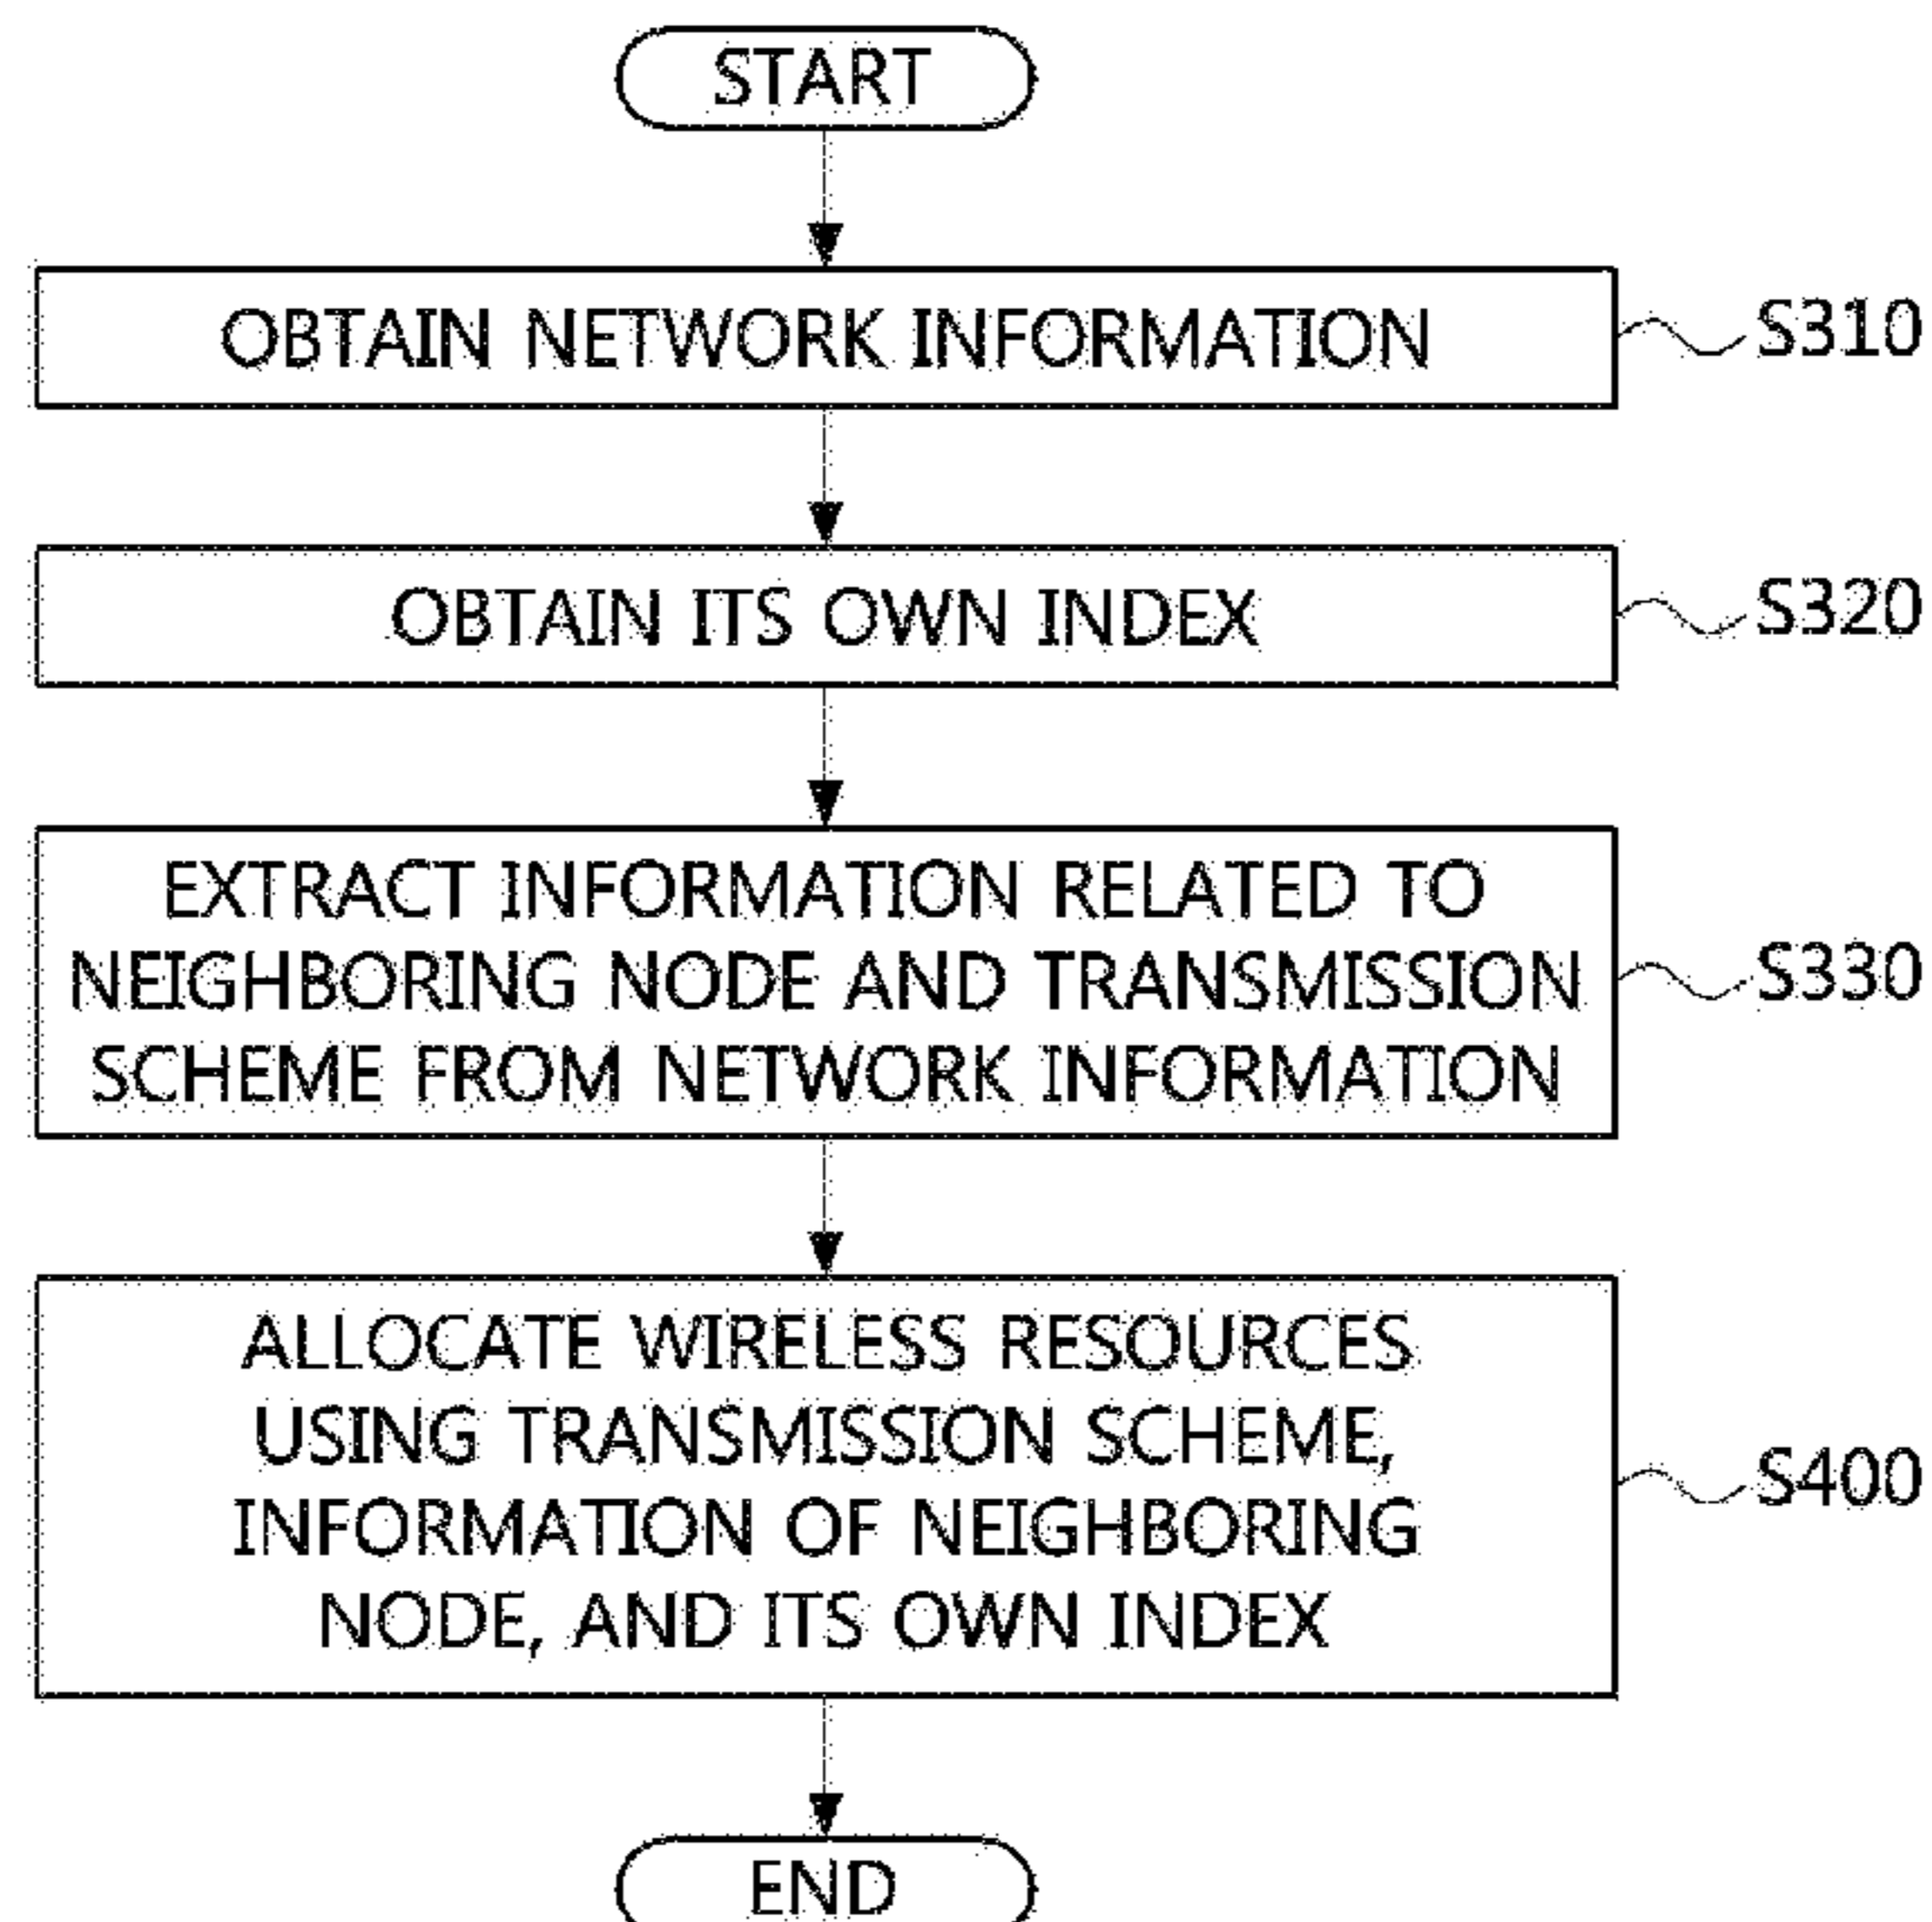 START
OBTAIN NETWORK INFORMATION
S310
OBTAIN ITS OWN INDEX
S320
EXTRACT INFORMATION RELATED TO
NEIGHBORING NODE AND TRANSMISSION
SCHEME FROM NETWORK INFORMATION
S330
ALLOCATE WIRELESS RESOURCES
USING TRANSMISSION SCHEME,
INFORMATION OF NEIGHBORING
NODE, AND ITS OWN INDEX
S400
END